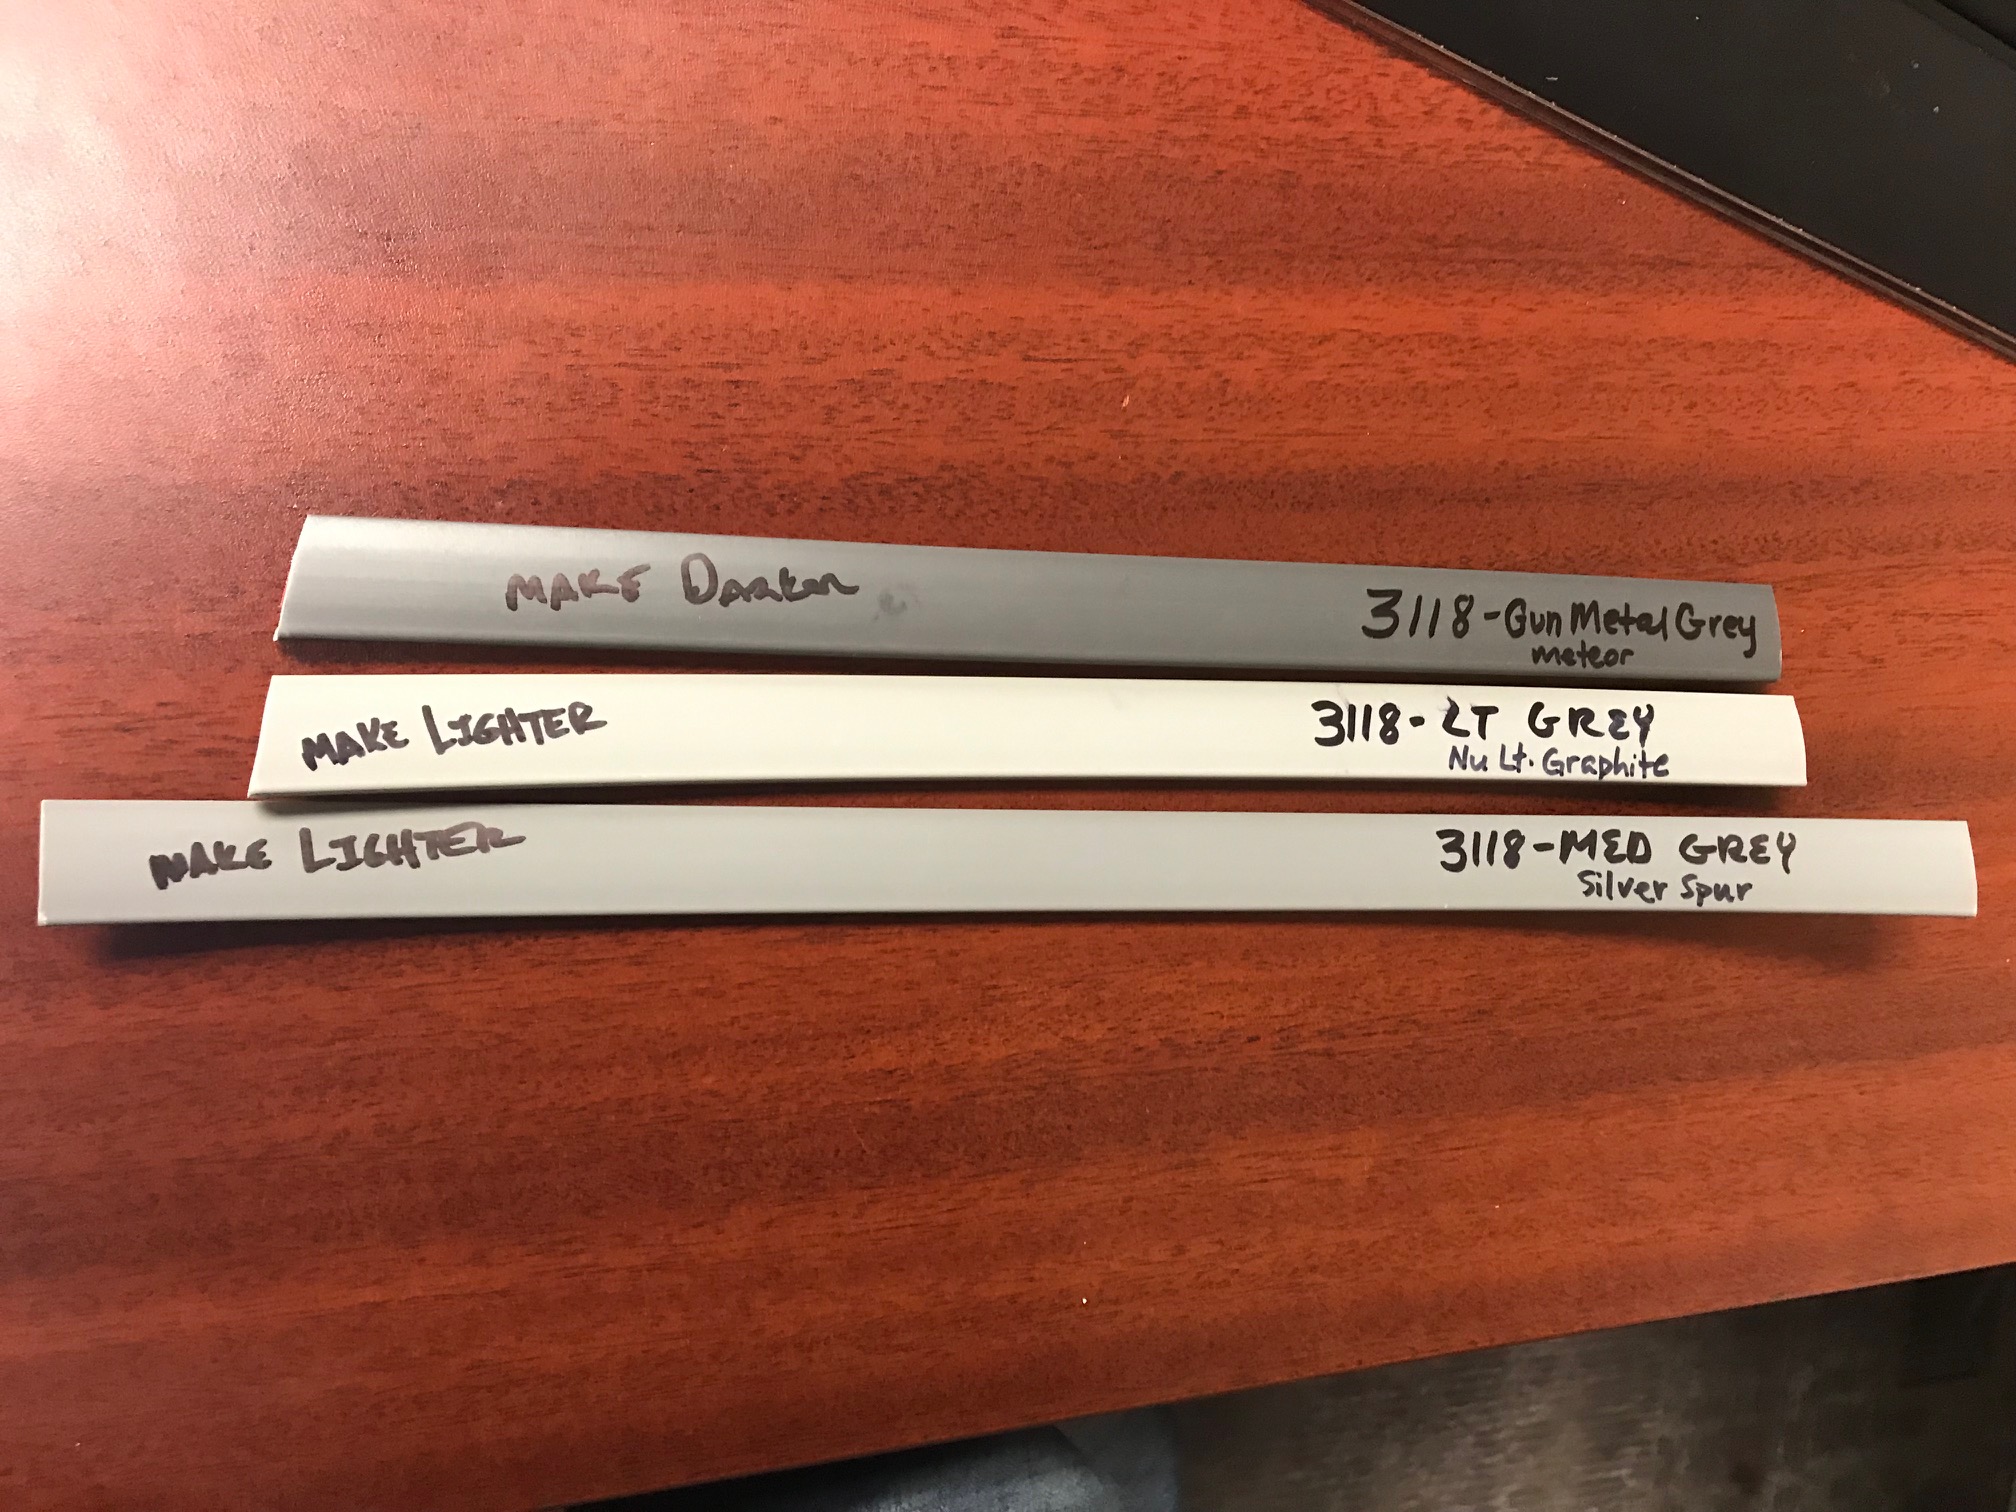 MAKE LIGHTER
3118-MED GREY
Silver Spur
MAKE LIGHTER
3118-LT GREY
Nu Lt. Graphite
MAKE Darker
3118-Gun Metal Grey
meteor